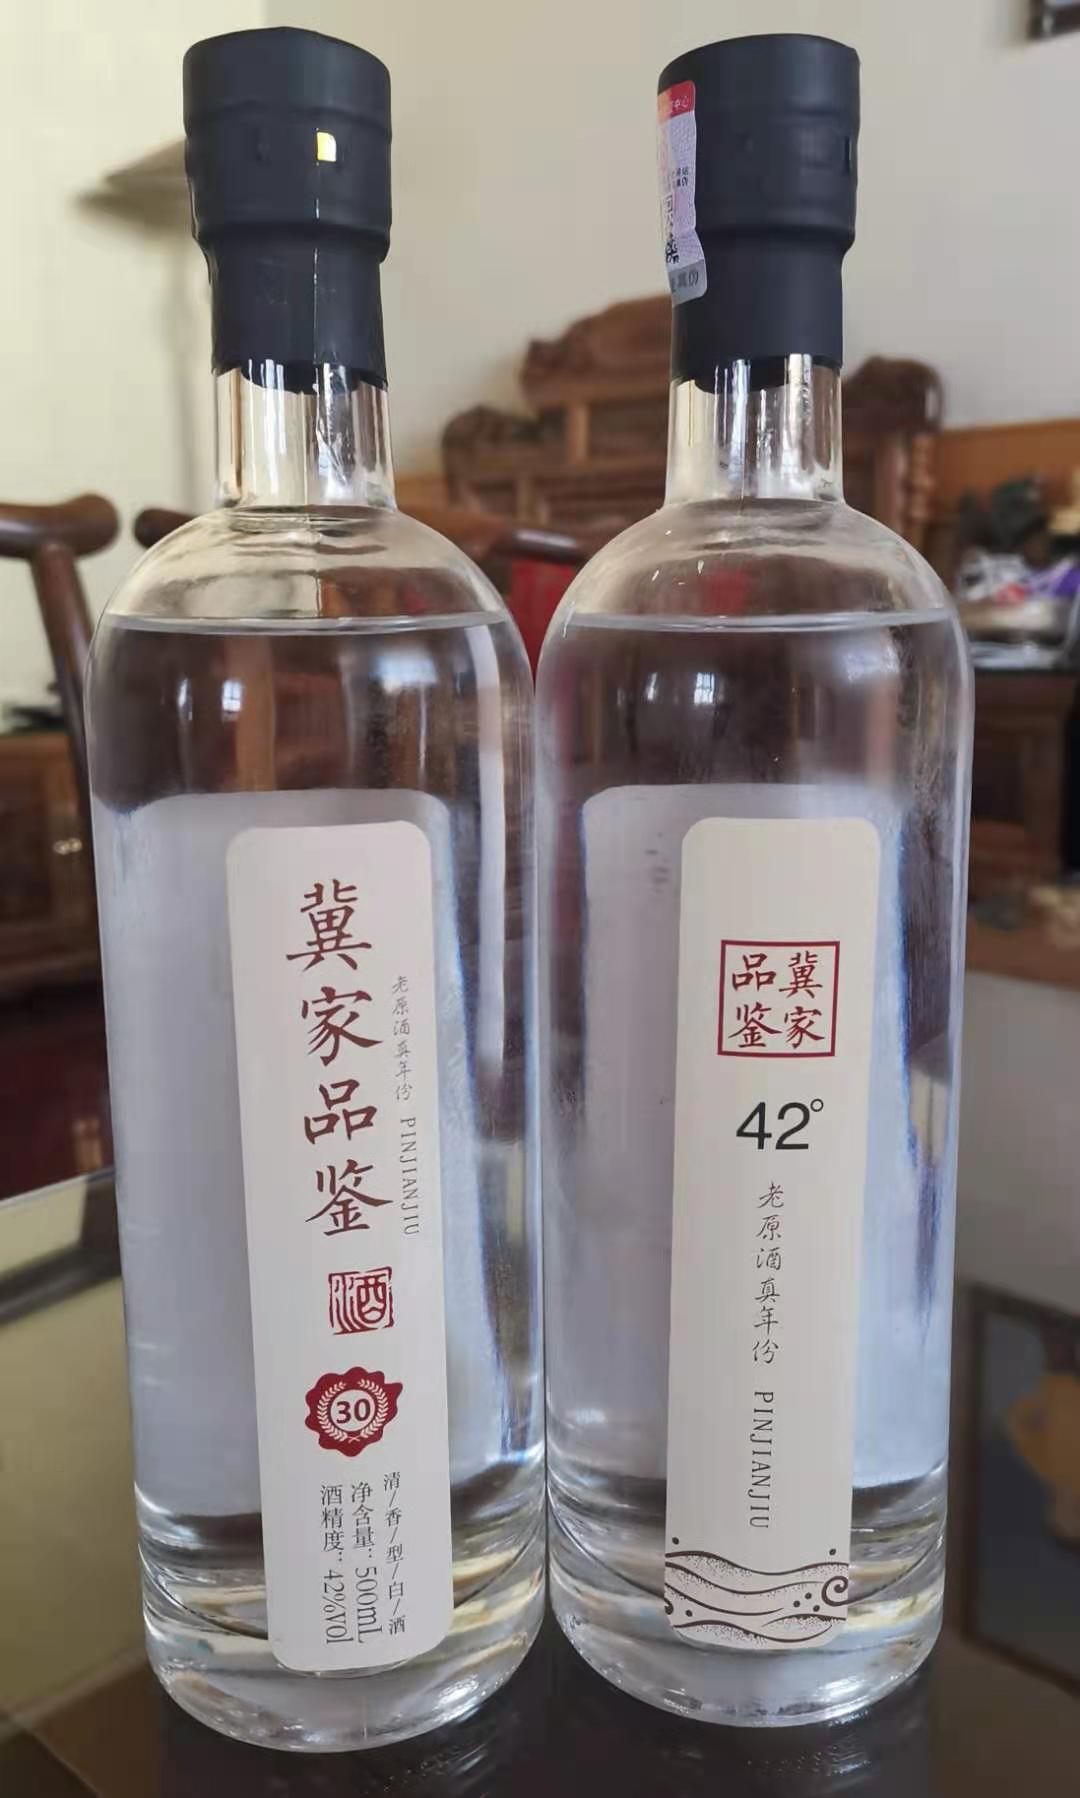 冀家品鉴
老原酒真年份 PINJIANJIU
酒
30
清/香/型/白/酒
净含量：500mL
酒精度：42%vol
冀家
品鉴
42°
老原酒真年份 PINJIANJIU